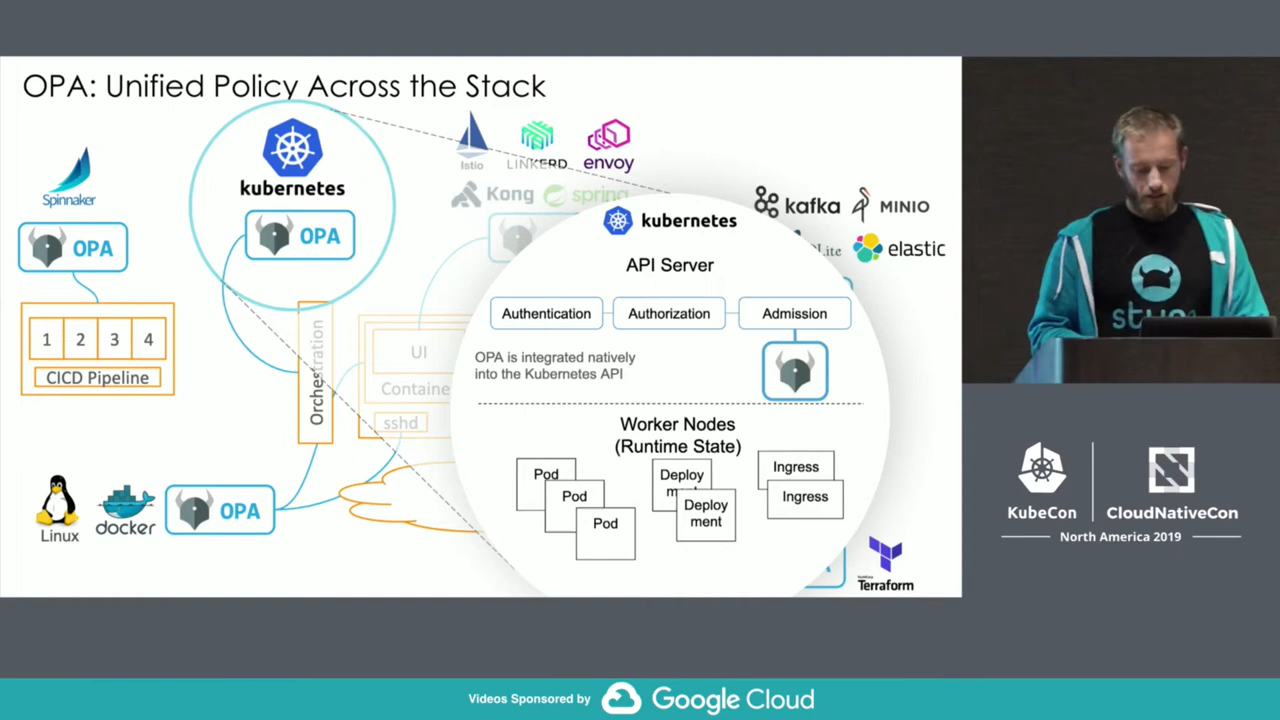 OPA: Unified Policy Across the Stack
Spinnaker
OPA
1 2 3 4
CICD Pipeline
kubernetes
OPA
Orchestration
Istio
LINKERD
envoy
Kong
spring
UI
sshd
Linux
docker
OPA
kafka
MINIO
elastic
kubernetes
API Server
Authentication
Authorization
Admission
OPA is integrated natively
into the Kubernetes API
Worker Nodes
(Runtime State)
Pod
Pod
Pod
Deploy
Deploy
ment
Ingress
Ingress
Terraform
KubeCon
CloudNativeCon
North America 2019
Videos Sponsored by
Google Cloud